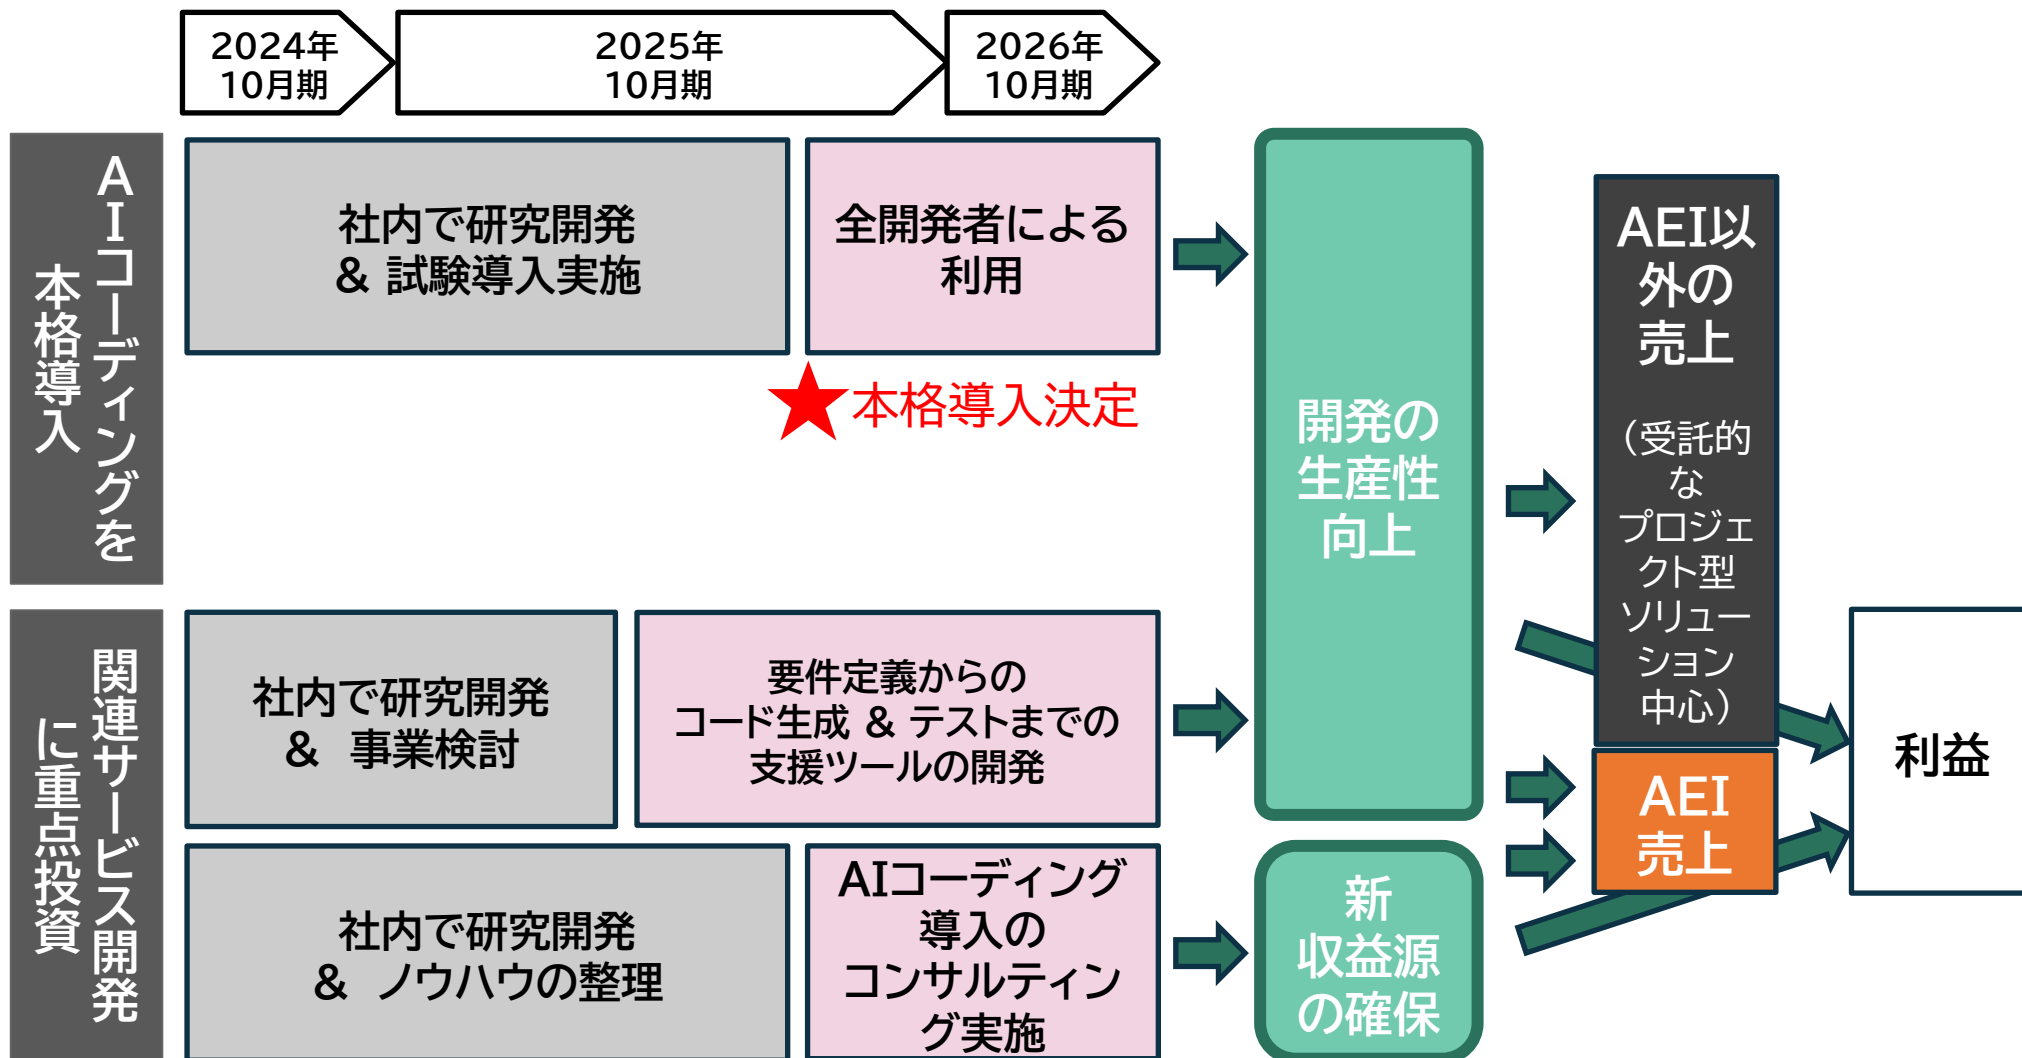 2024年
10月期
2025年
10月期
2026年
10月期
AIコーディングを
本格導入
社内で研究開発
& 試験導入実施
全開発者による
利用
★本格導入決定
関連サービス開発
に重点投資
社内で研究開発
& 事業検討
要件定義からの
コード生成 & テストまでの
支援ツールの開発
社内で研究開発
& ノウハウの整理
AIコーディング
導入の
コンサルティン
グ実施
開発の
生産性
向上
新
収益源
の確保
AEI以
外の
売上
（受託的
な
プロジェ
クト型
ソリュー
ション
中心）
AEI
売上
利益